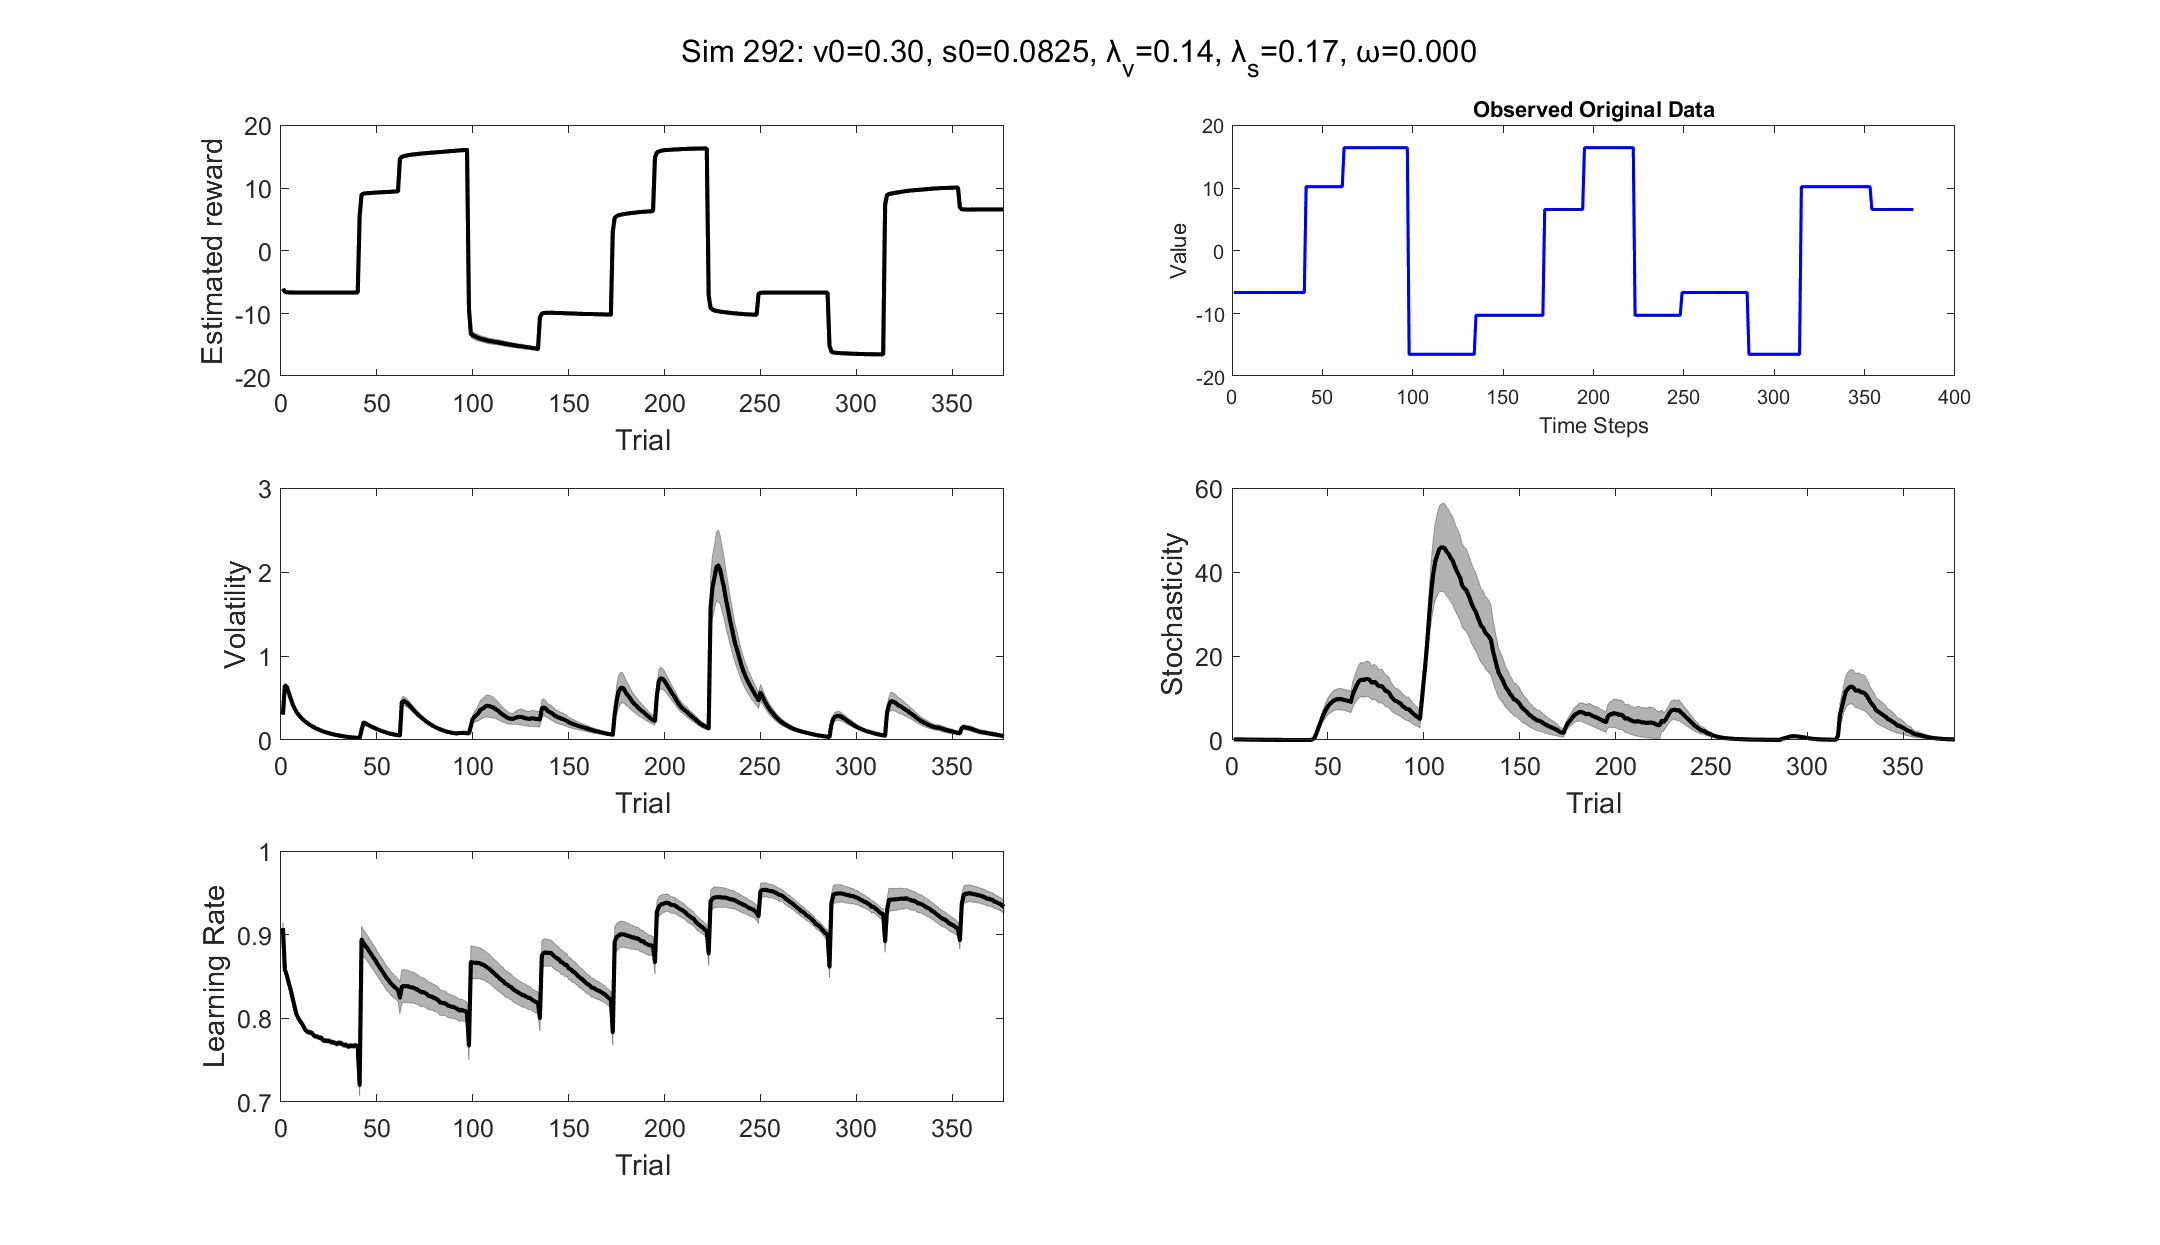 Sim 292: v0=0.30, s0=0.0825, λv=0.14, λs=0.17, ω=0.000
Estimated reward
20
10
0
-10
-20
0 50 100 150 200 250 300 350
Trial
Observed Original Data
Value
20
10
0
-10
-20
0 50 100 150 200 250 300 350 400
Time Steps
Volatility
3
2
1
0
0 50 100 150 200 250 300 350
Trial
Stochasticity
60
40
20
0
0 50 100 150 200 250 300 350
Trial
Learning Rate
1
0.9
0.8
0.7
0 50 100 150 200 250 300 350
Trial